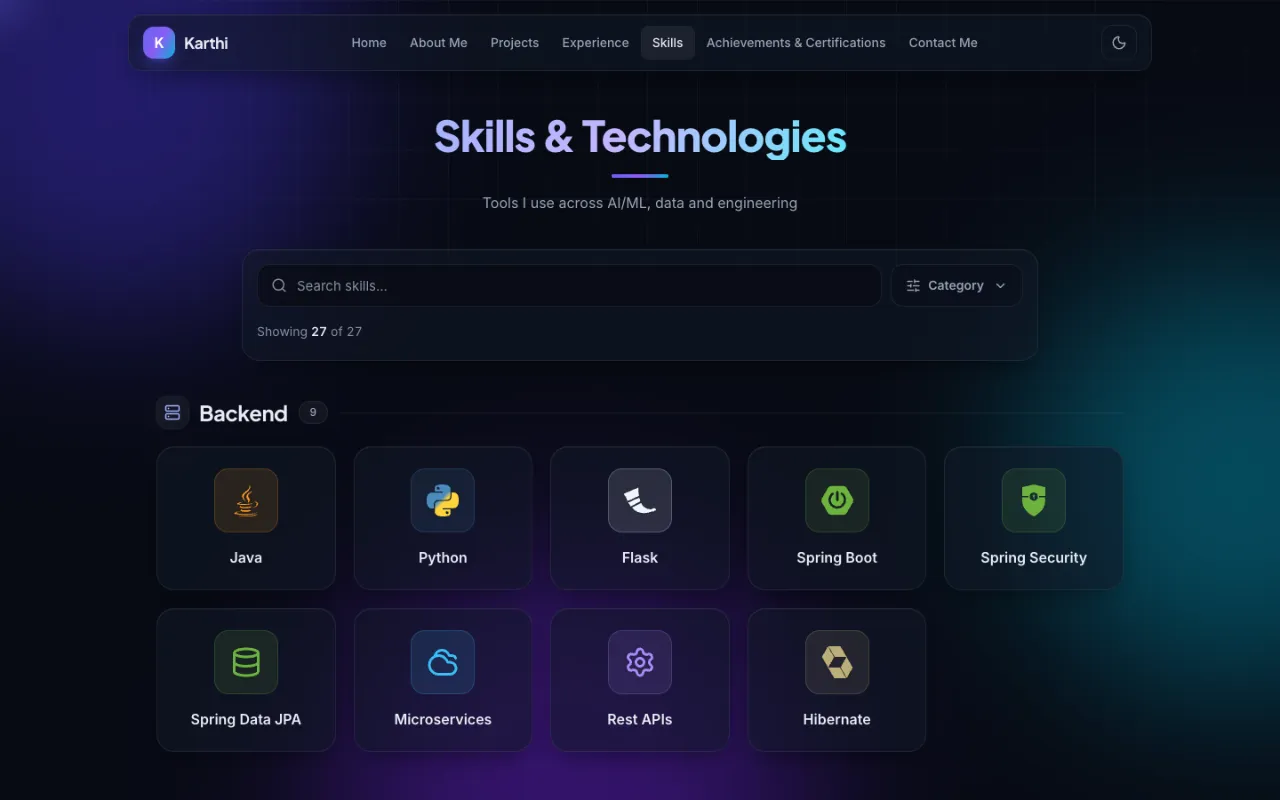 K Karthi Home About Me Projects Experience Skills Achievements & Certifications Contact Me
Skills & Technologies
Tools I use across AI/ML, data and engineering
Search skills... Category
Showing 27 of 27
Backend 9
Java Python Flask Spring Boot Spring Security
Spring Data JPA Microservices Rest APIs Hibernate